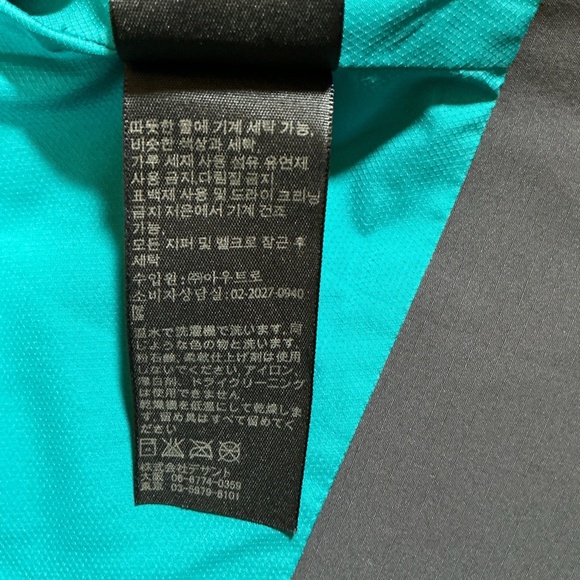 따뜻한 물에 기계 세탁 가능.
비슷한 색상과 세탁
가루 세제 사용 섬유 유연제
사용 금지 다림질 금지
표백제 사용 및 드라이 크리닝
금지 저온에서 기계 건조
가능.
모든 지퍼 및 벨크로 잠근 후
세탁
수입원: ㈜아우트로
소비자상담실: 02-2027-0940
温水で洗濯機で洗います. 同
じような色の物と洗います.
粉石鹸, 柔軟仕上げ剤は使用
しないでください. アイロン,
漂白剤, ドライクリーニング
は使用できません.
乾燥機を低温にして乾燥しま
す. 留め具はすべて留めてく
ださい
株式会社デサント
大阪 06-6774-0359
東京 03-5979-6101